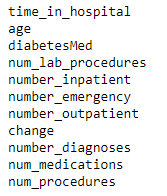 time_in_hospital
age
diabetesMed
num_lab_procedures
number_inpatient
number_emergency
number_outpatient
change
number_diagnoses
num_medications
num_procedures